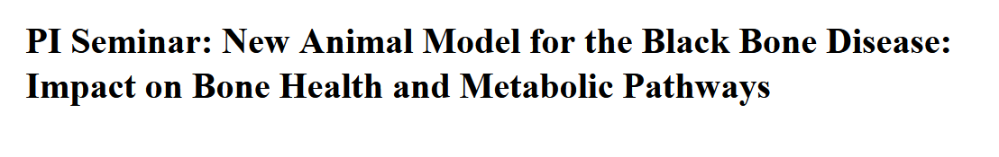 PI Seminar: New Animal Model for the Black Bone Disease:
Impact on Bone Health and Metabolic Pathways